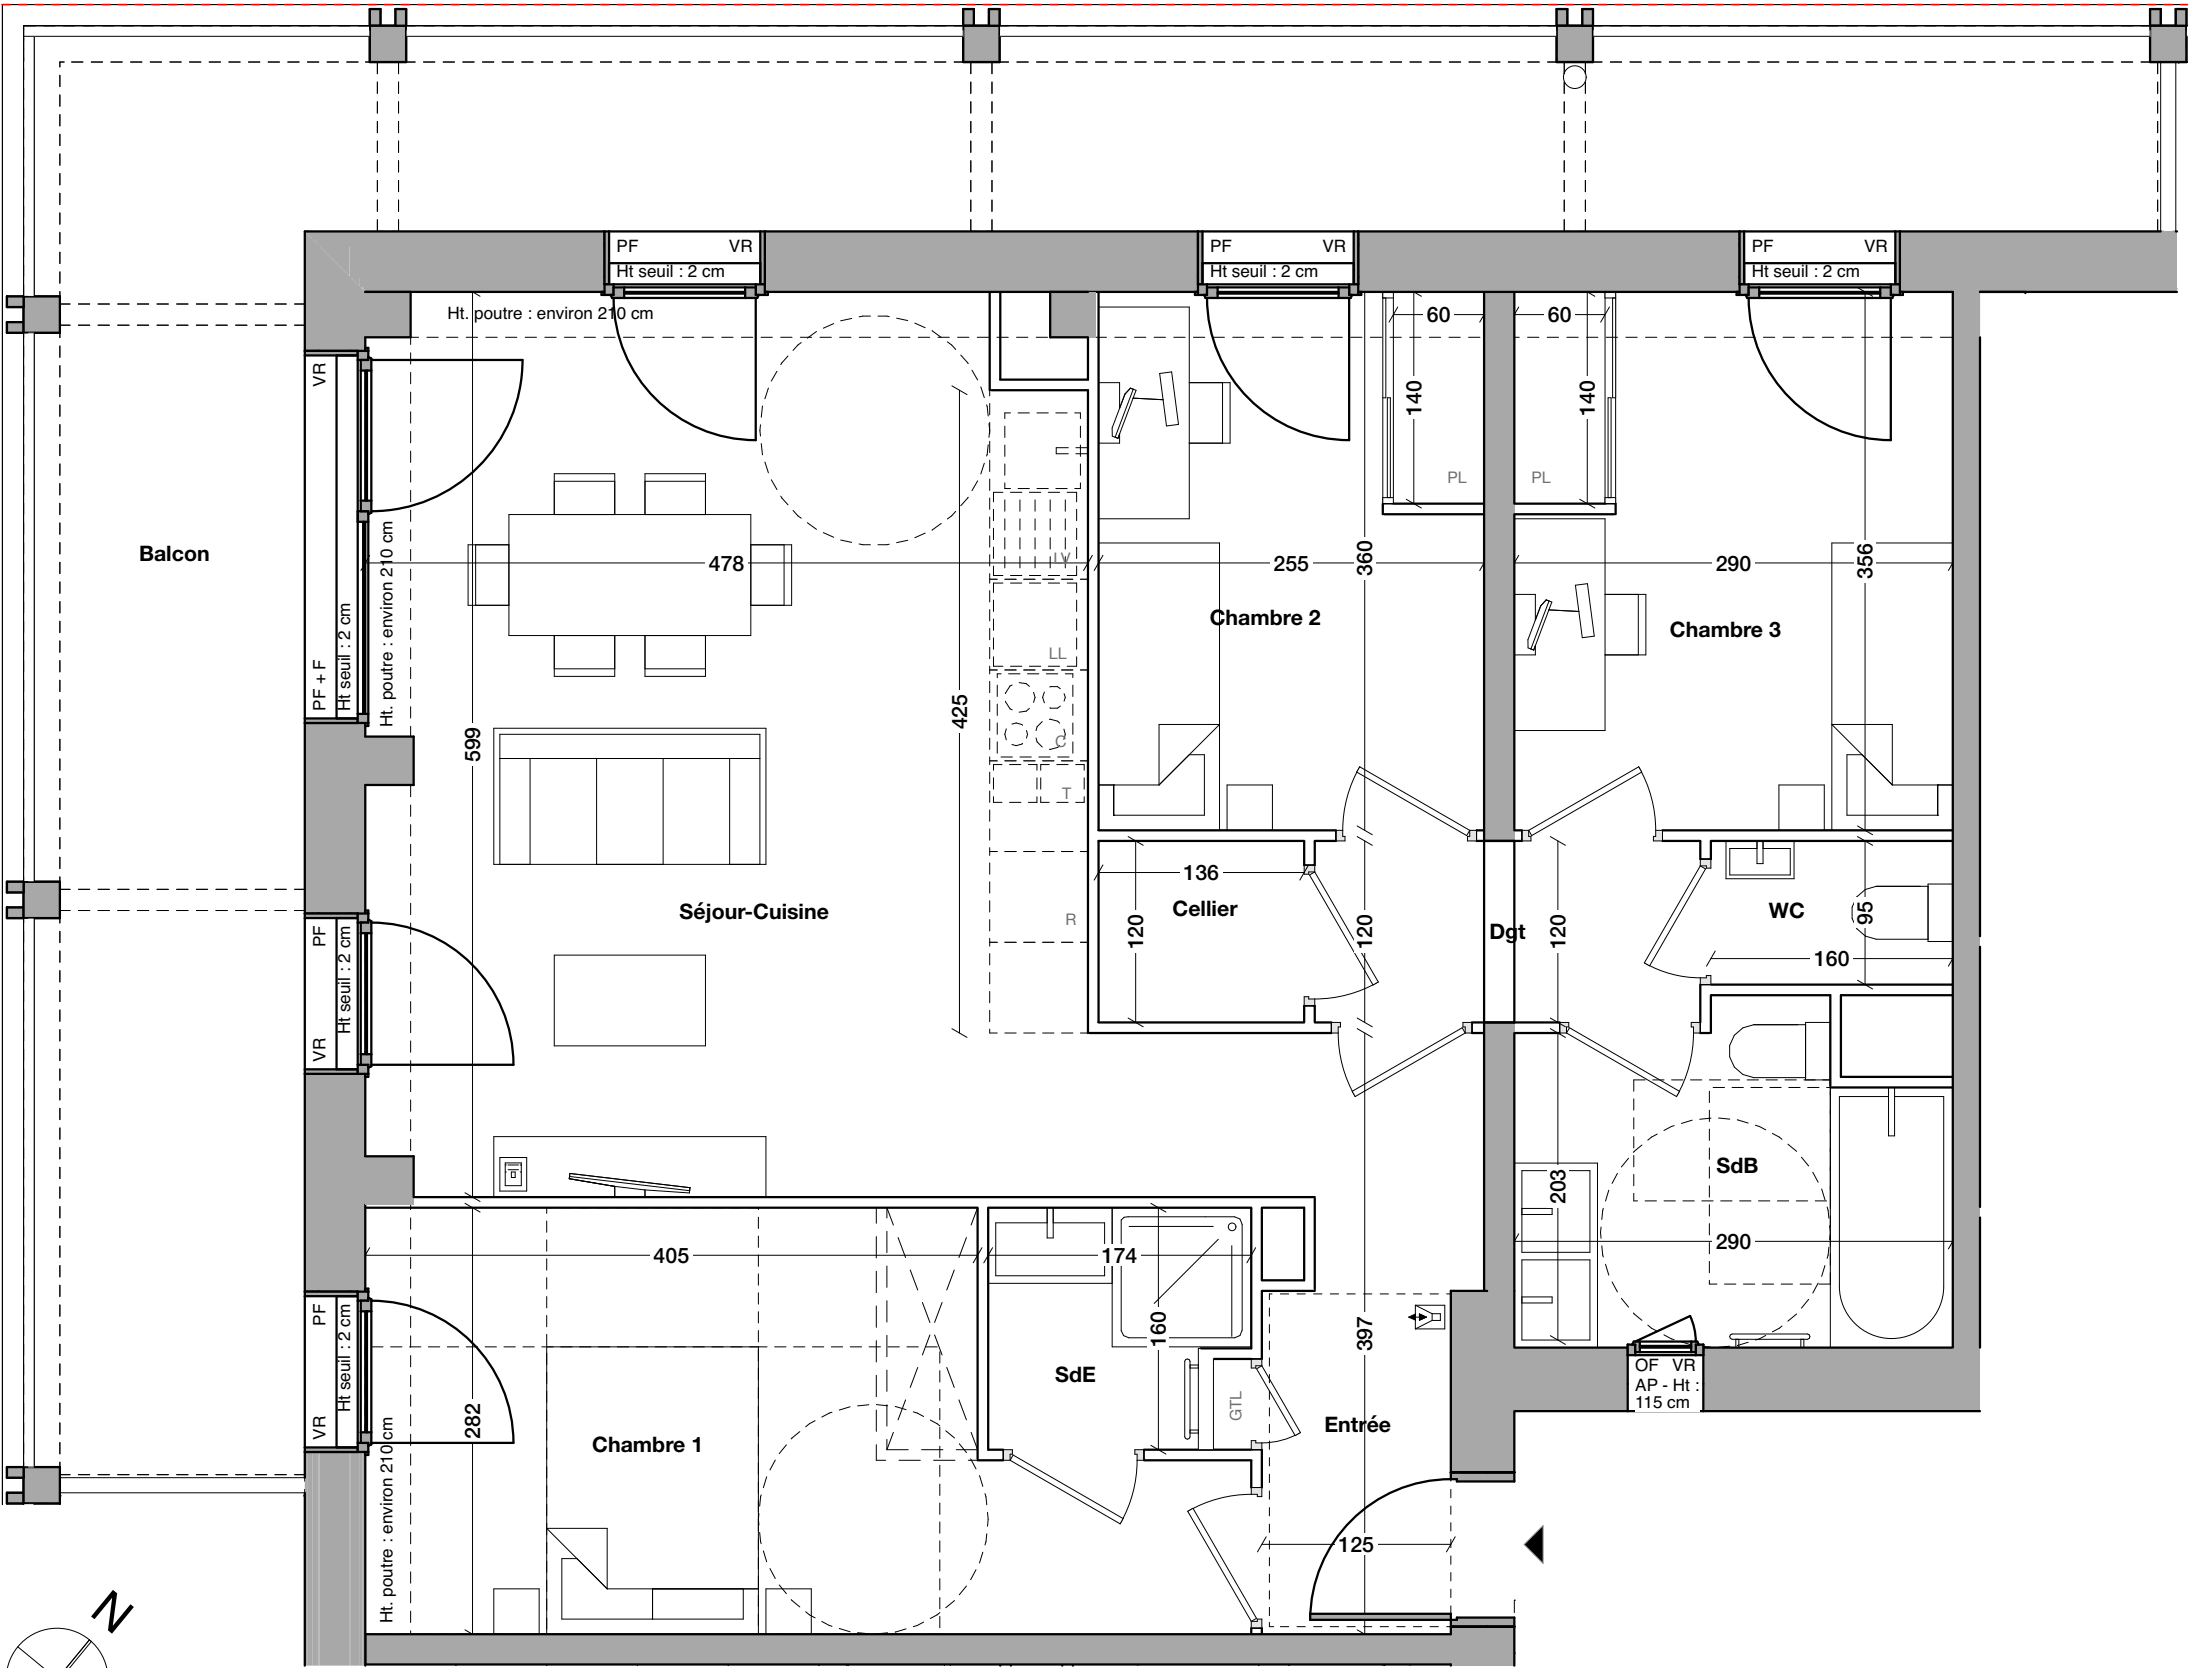 PF VR
Ht seuil : 2 cm
PF VR
Ht seuil : 2 cm
PF VR
Ht seuil : 2 cm
Ht. poutre : environ 210 cm
60
60
VR
PF + F
Ht seuil : 2 cm
Ht. poutre : environ 210 cm
140
140
PL
PL
Balcon
478
LV
255
360
290
356
Chambre 2
Chambre 3
LL
425
C
599
T
136
Cellier
120
120
Dgt
120
WC
95
160
Séjour-Cuisine
R
PF
VR
Ht seuil : 2 cm
SdB
203
290
405
174
160
397
PF
VR
Ht seuil : 2 cm
SdE
GTL
OF VR
AP - Ht :
115 cm
282
Chambre 1
Entrée
Ht. poutre : environ 210 cm
125
N